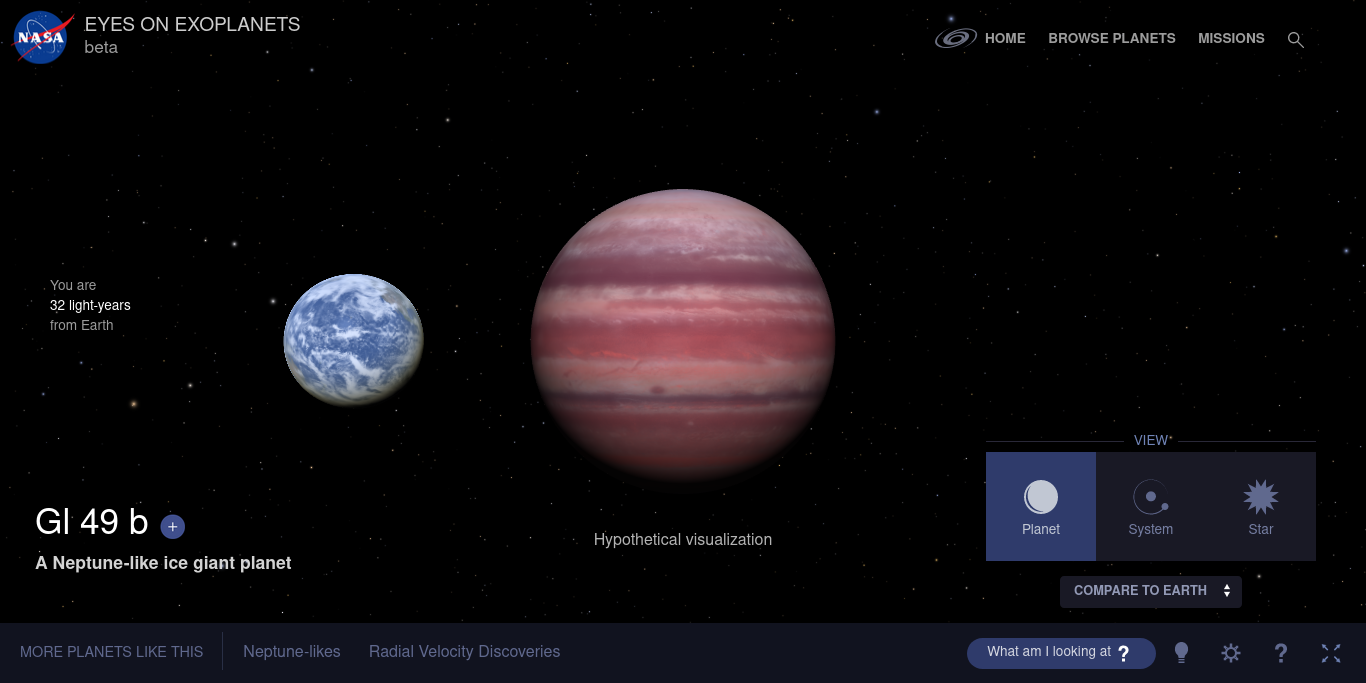 NASA
EYES ON EXOPLANETS
beta
HOME
BROWSE PLANETS
MISSIONS
You are
32 light-years
from Earth
VIEW*
Planet
System
Star
Gl 49 b +
A Neptune-like ice giant planet
Hypothetical visualization
COMPARE TO EARTH
MORE PLANETS LIKE THIS
Neptune-likes
Radial Velocity Discoveries
What am I looking at ?
?